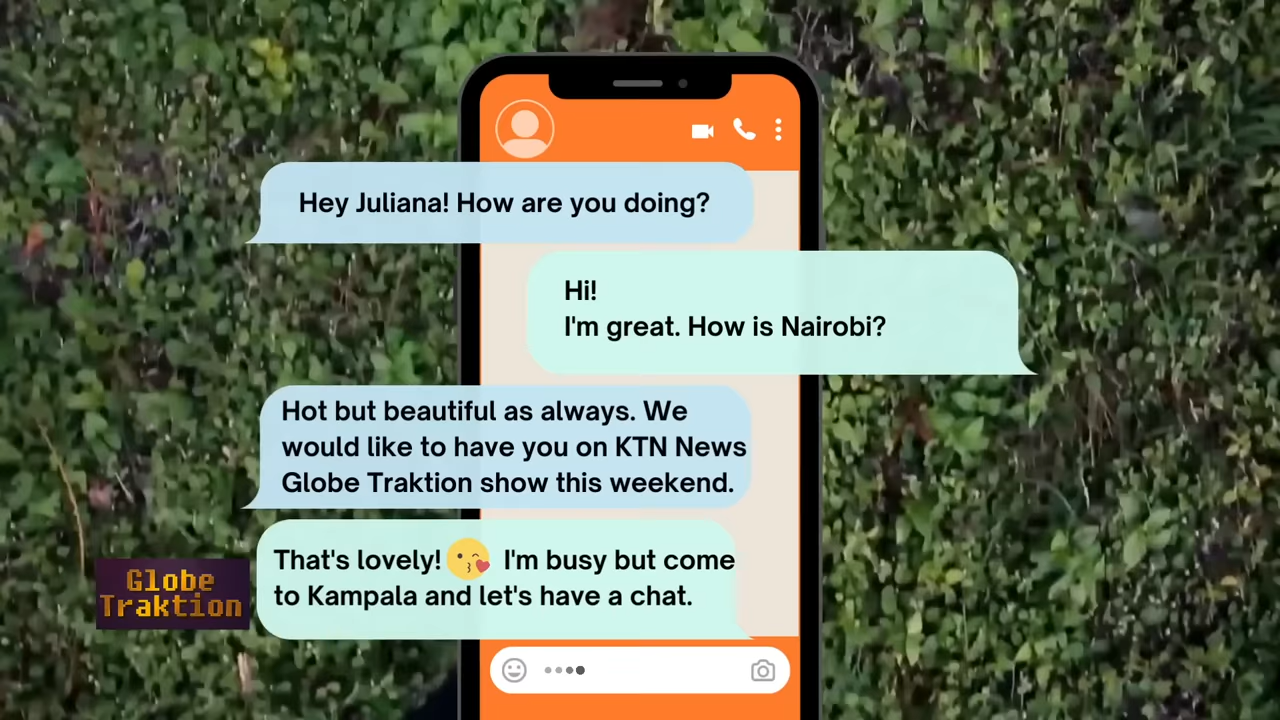 Hey Juliana! How are you doing?
Hi!
I'm great. How is Nairobi?
Hot but beautiful as always. We
would like to have you on KTN News
Globe Traktion show this weekend.
That's lovely! 😘 I'm busy but come
to Kampala and let's have a chat.
Globe
Traktion